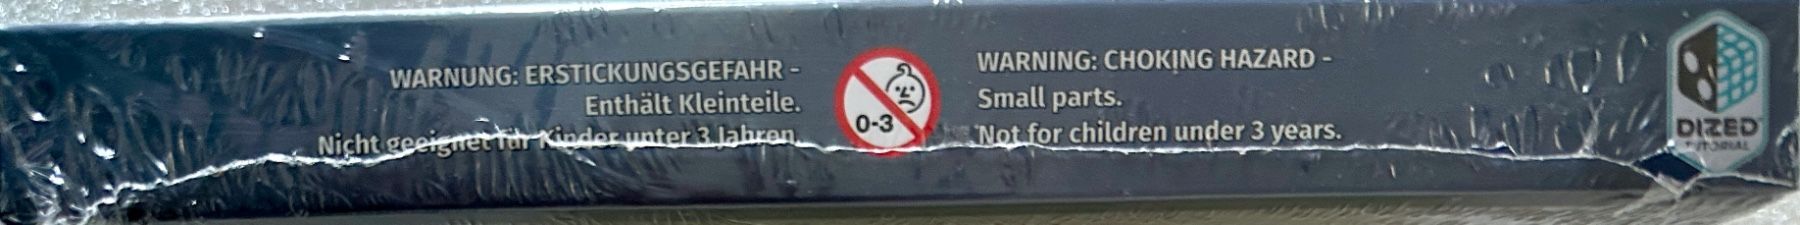 WARNUNG: ERSTICKUNGSGEFAHR -
Enthält Kleinteile.
Nicht geeignet für Kinder unter 3 Jahren.
0-3
WARNING: CHOKING HAZARD -
Small parts.
Not for children under 3 years.
DIZED
TUTORIAL